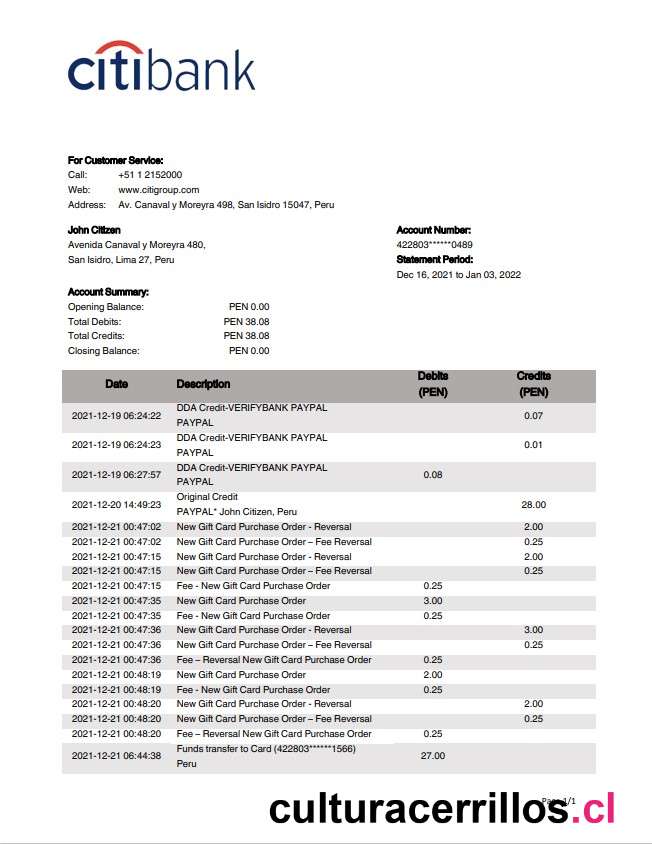 citibank
For Customer Service:
Call: +51 1 2152000
Web: www.citigroup.com
Address: Av. Canaval y Moreyra 498, San Isidro 15047, Peru
John Citizen Account Number:
Avenida Canaval y Moreyra 480, 422803******0489
San Isidro, Lima 27, Peru Statement Period:
Dec 16, 2021 to Jan 03, 2022
Account Summary:
Opening Balance: PEN 0.00
Total Debits: PEN 38.08
Total Credits: PEN 38.08
Closing Balance: PEN 0.00
Date Description Debits (PEN) Credits (PEN)
2021-12-19 06:24:22 DDA Credit-VERIFYBANK PAYPAL PAYPAL 0.07
2021-12-19 06:24:23 DDA Credit-VERIFYBANK PAYPAL PAYPAL 0.01
2021-12-19 06:27:57 DDA Credit-VERIFYBANK PAYPAL PAYPAL 0.08
2021-12-20 14:49:23 Original Credit PAYPAL* John Citizen, Peru 28.00
2021-12-21 00:47:02 New Gift Card Purchase Order - Reversal 2.00
2021-12-21 00:47:02 New Gift Card Purchase Order – Fee Reversal 0.25
2021-12-21 00:47:15 New Gift Card Purchase Order - Reversal 2.00
2021-12-21 00:47:15 New Gift Card Purchase Order – Fee Reversal 0.25
2021-12-21 00:47:15 Fee - New Gift Card Purchase Order 0.25
2021-12-21 00:47:35 New Gift Card Purchase Order 3.00
2021-12-21 00:47:35 Fee - New Gift Card Purchase Order 0.25
2021-12-21 00:47:36 New Gift Card Purchase Order - Reversal 3.00
2021-12-21 00:47:36 New Gift Card Purchase Order – Fee Reversal 0.25
2021-12-21 00:47:36 Fee – Reversal New Gift Card Purchase Order 0.25
2021-12-21 00:48:19 New Gift Card Purchase Order 2.00
2021-12-21 00:48:19 Fee - New Gift Card Purchase Order 0.25
2021-12-21 00:48:20 New Gift Card Purchase Order - Reversal 2.00
2021-12-21 00:48:20 New Gift Card Purchase Order – Fee Reversal 0.25
2021-12-21 00:48:20 Fee – Reversal New Gift Card Purchase Order 0.25
2021-12-21 06:44:38 Funds transfer to Card (422803******1566) Peru 27.00
Page 1/1
culturacerrillos.cl